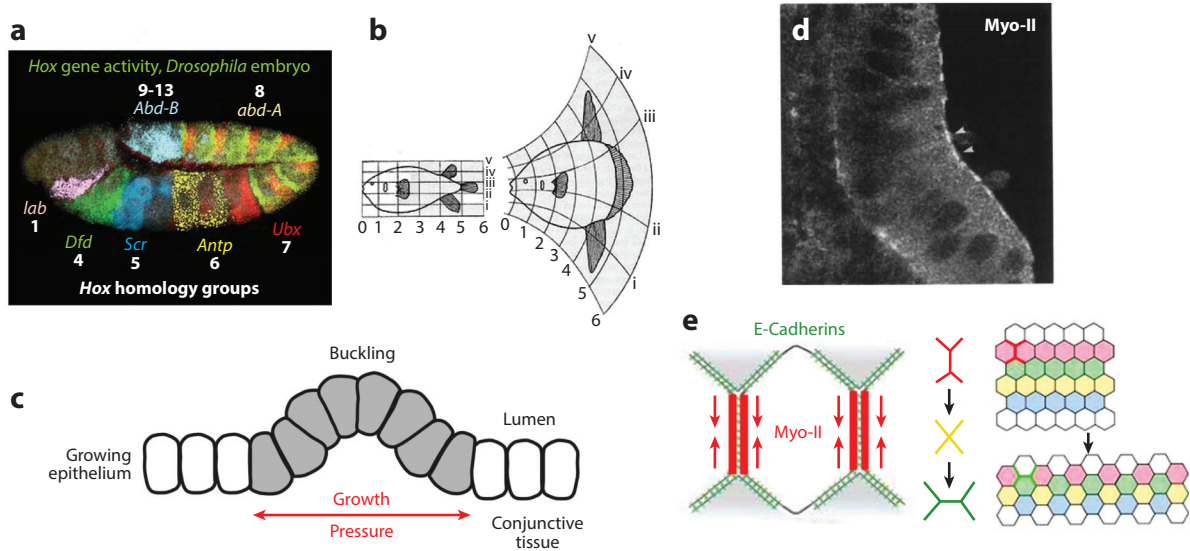 a
Hox gene activity, Drosophila embryo
9-13
Abd-B
8
abd-A
lab
1
Dfd
4
Scr
5
Antp
6
Ubx
7
Hox homology groups
b
v
iv
iii
ii
i
0 1 2 3 4 5 6
v
iv
iii
ii
i
0
1
2
3
4
5
6
c
Buckling
Growing
epithelium
Lumen
Growth
Pressure
Conjunctive
tissue
d
Myo-II
e
E-Cadherins
Myo-II